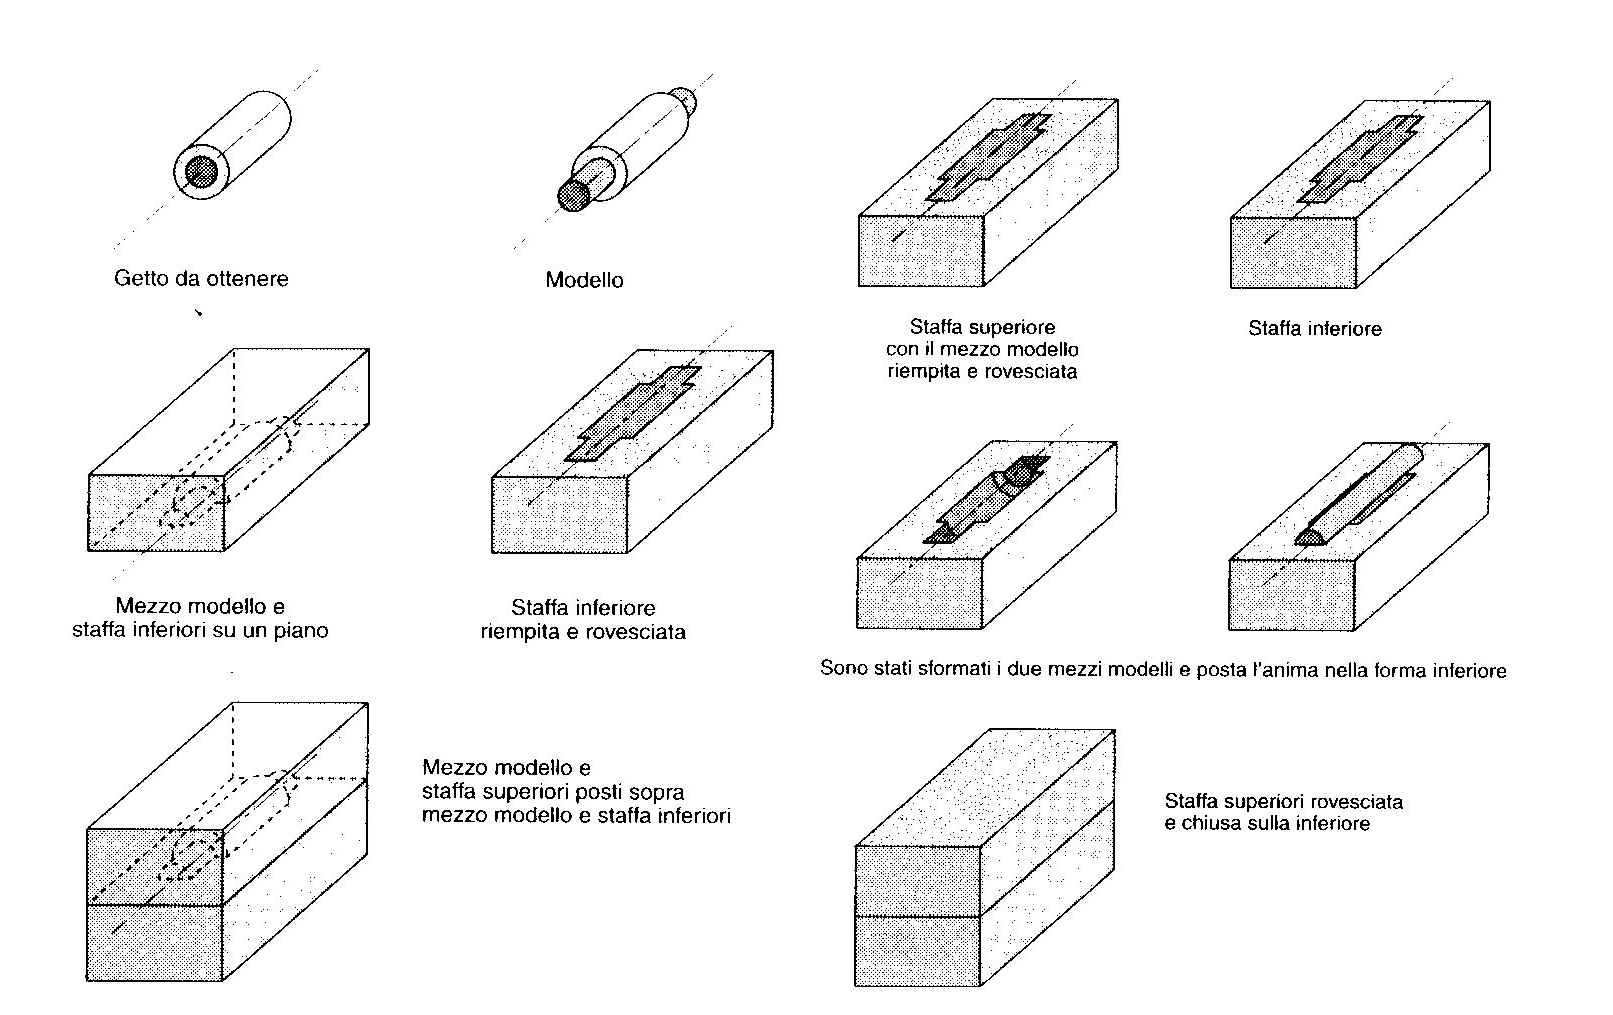 Getto da ottenere
Modello
Staffa superiore
con il mezzo modello
riempita e rovesciata
Staffa inferiore
Mezzo modello e
staffa inferiori su un piano
Staffa inferiore
riempita e rovesciata
Sono stati sformati i due mezzi modelli e posta l'anima nella forma inferiore
Mezzo modello e
staffa superiori posti sopra
mezzo modello e staffa inferiori
Staffa superiori rovesciata
e chiusa sulla inferiore